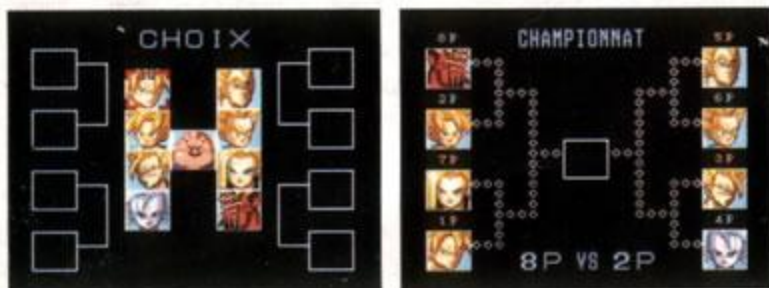 CHOIX
CHAMPIONNAT
8P
5P
2P
6P
7P
3P
1P
4P
8P VS 2P